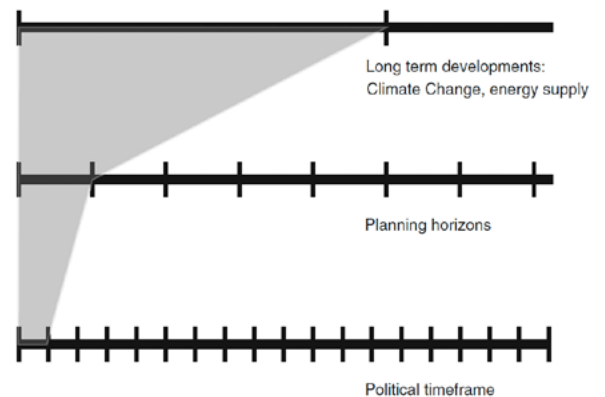 Long term developments:
Climate Change, energy supply
Planning horizons
Political timeframe